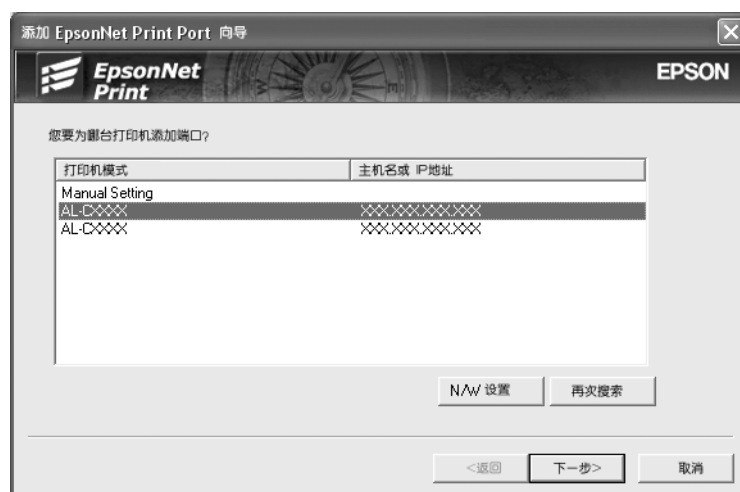 添加 EpsonNet Print Port 向导
EpsonNet
Print
EPSON
您要为鄙台打印机添加端口?
打印机模式 主机名或 IP地址
Manual Setting
AL-CXXXX XXX.XXX.XXX.XXX
AL-CXXXX XXX.XXX.XXX.XXX
N/W 设置 再次搜索
<返回 下一步> 取消